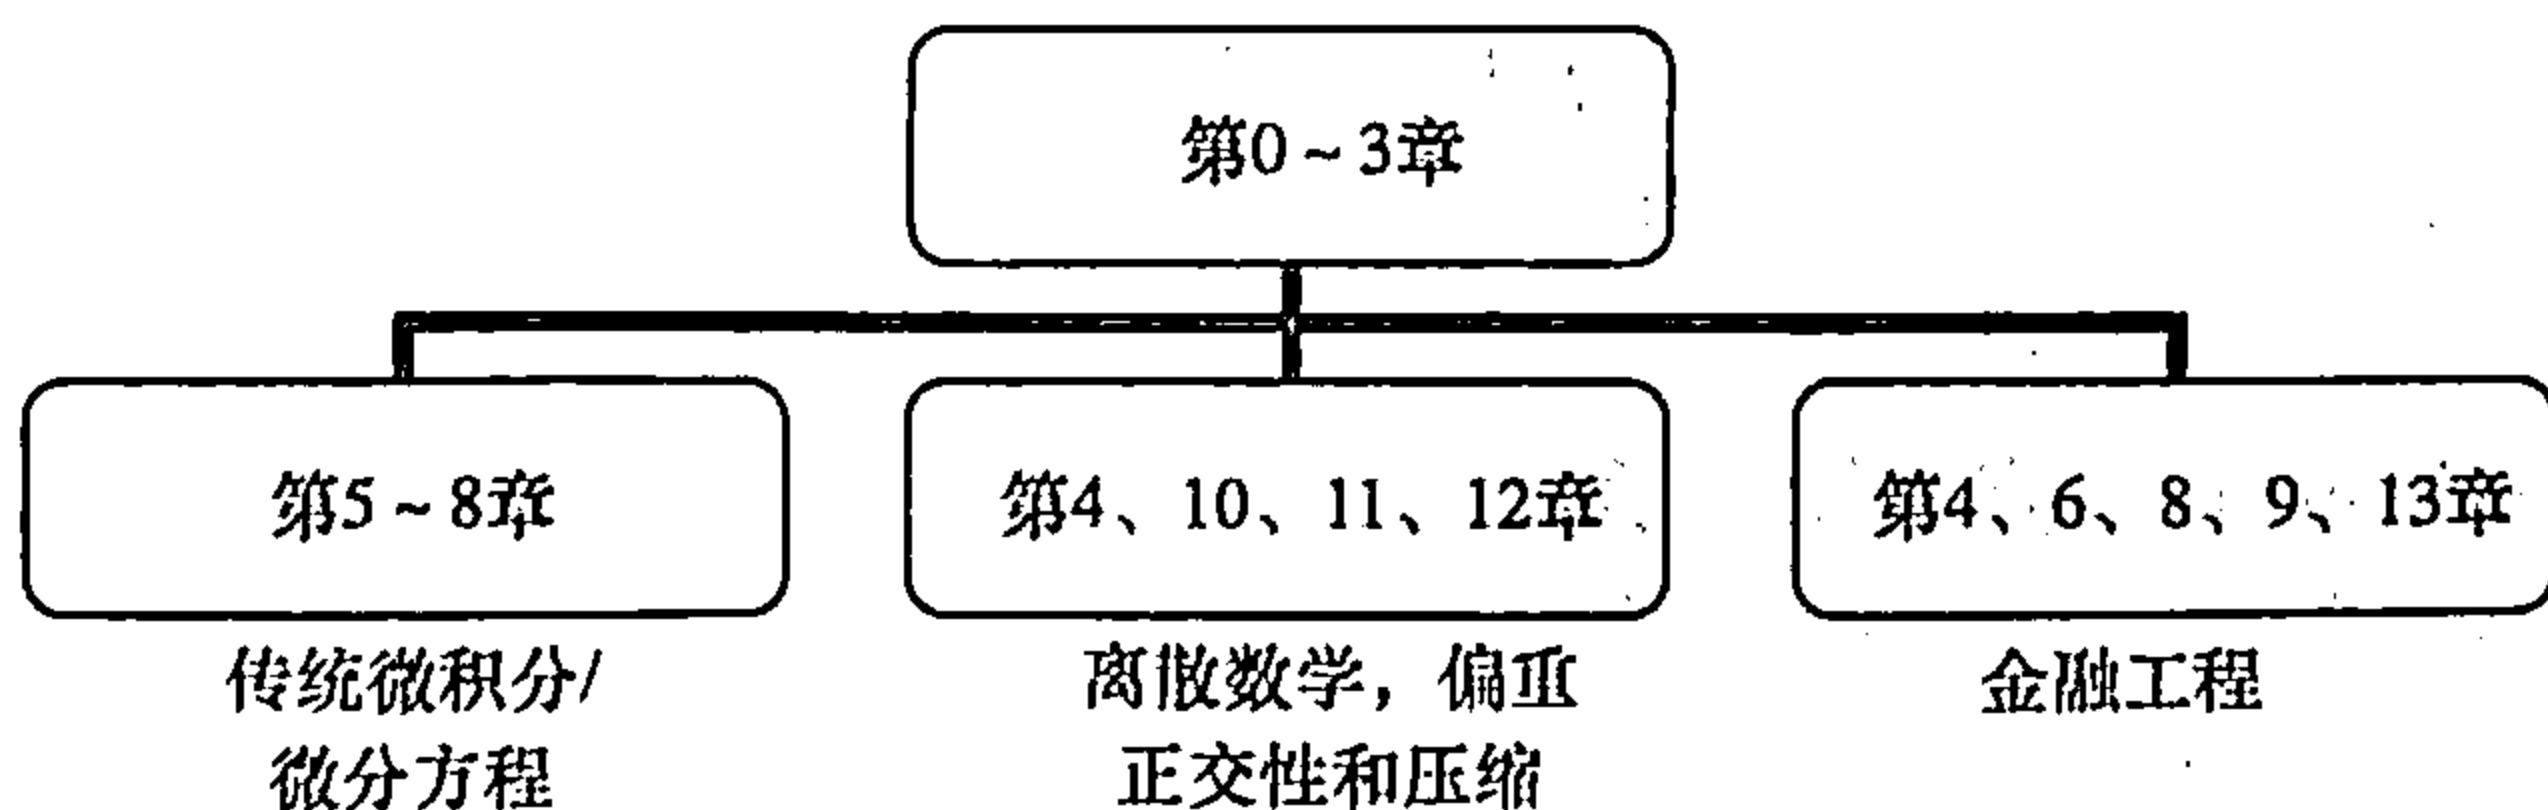 第0~3章
第5~8章
第4、10、11、12章
第4、6、8、9、13章
传统微积分/
微分方程
离散数学，偏重
正交性和压缩
金融工程